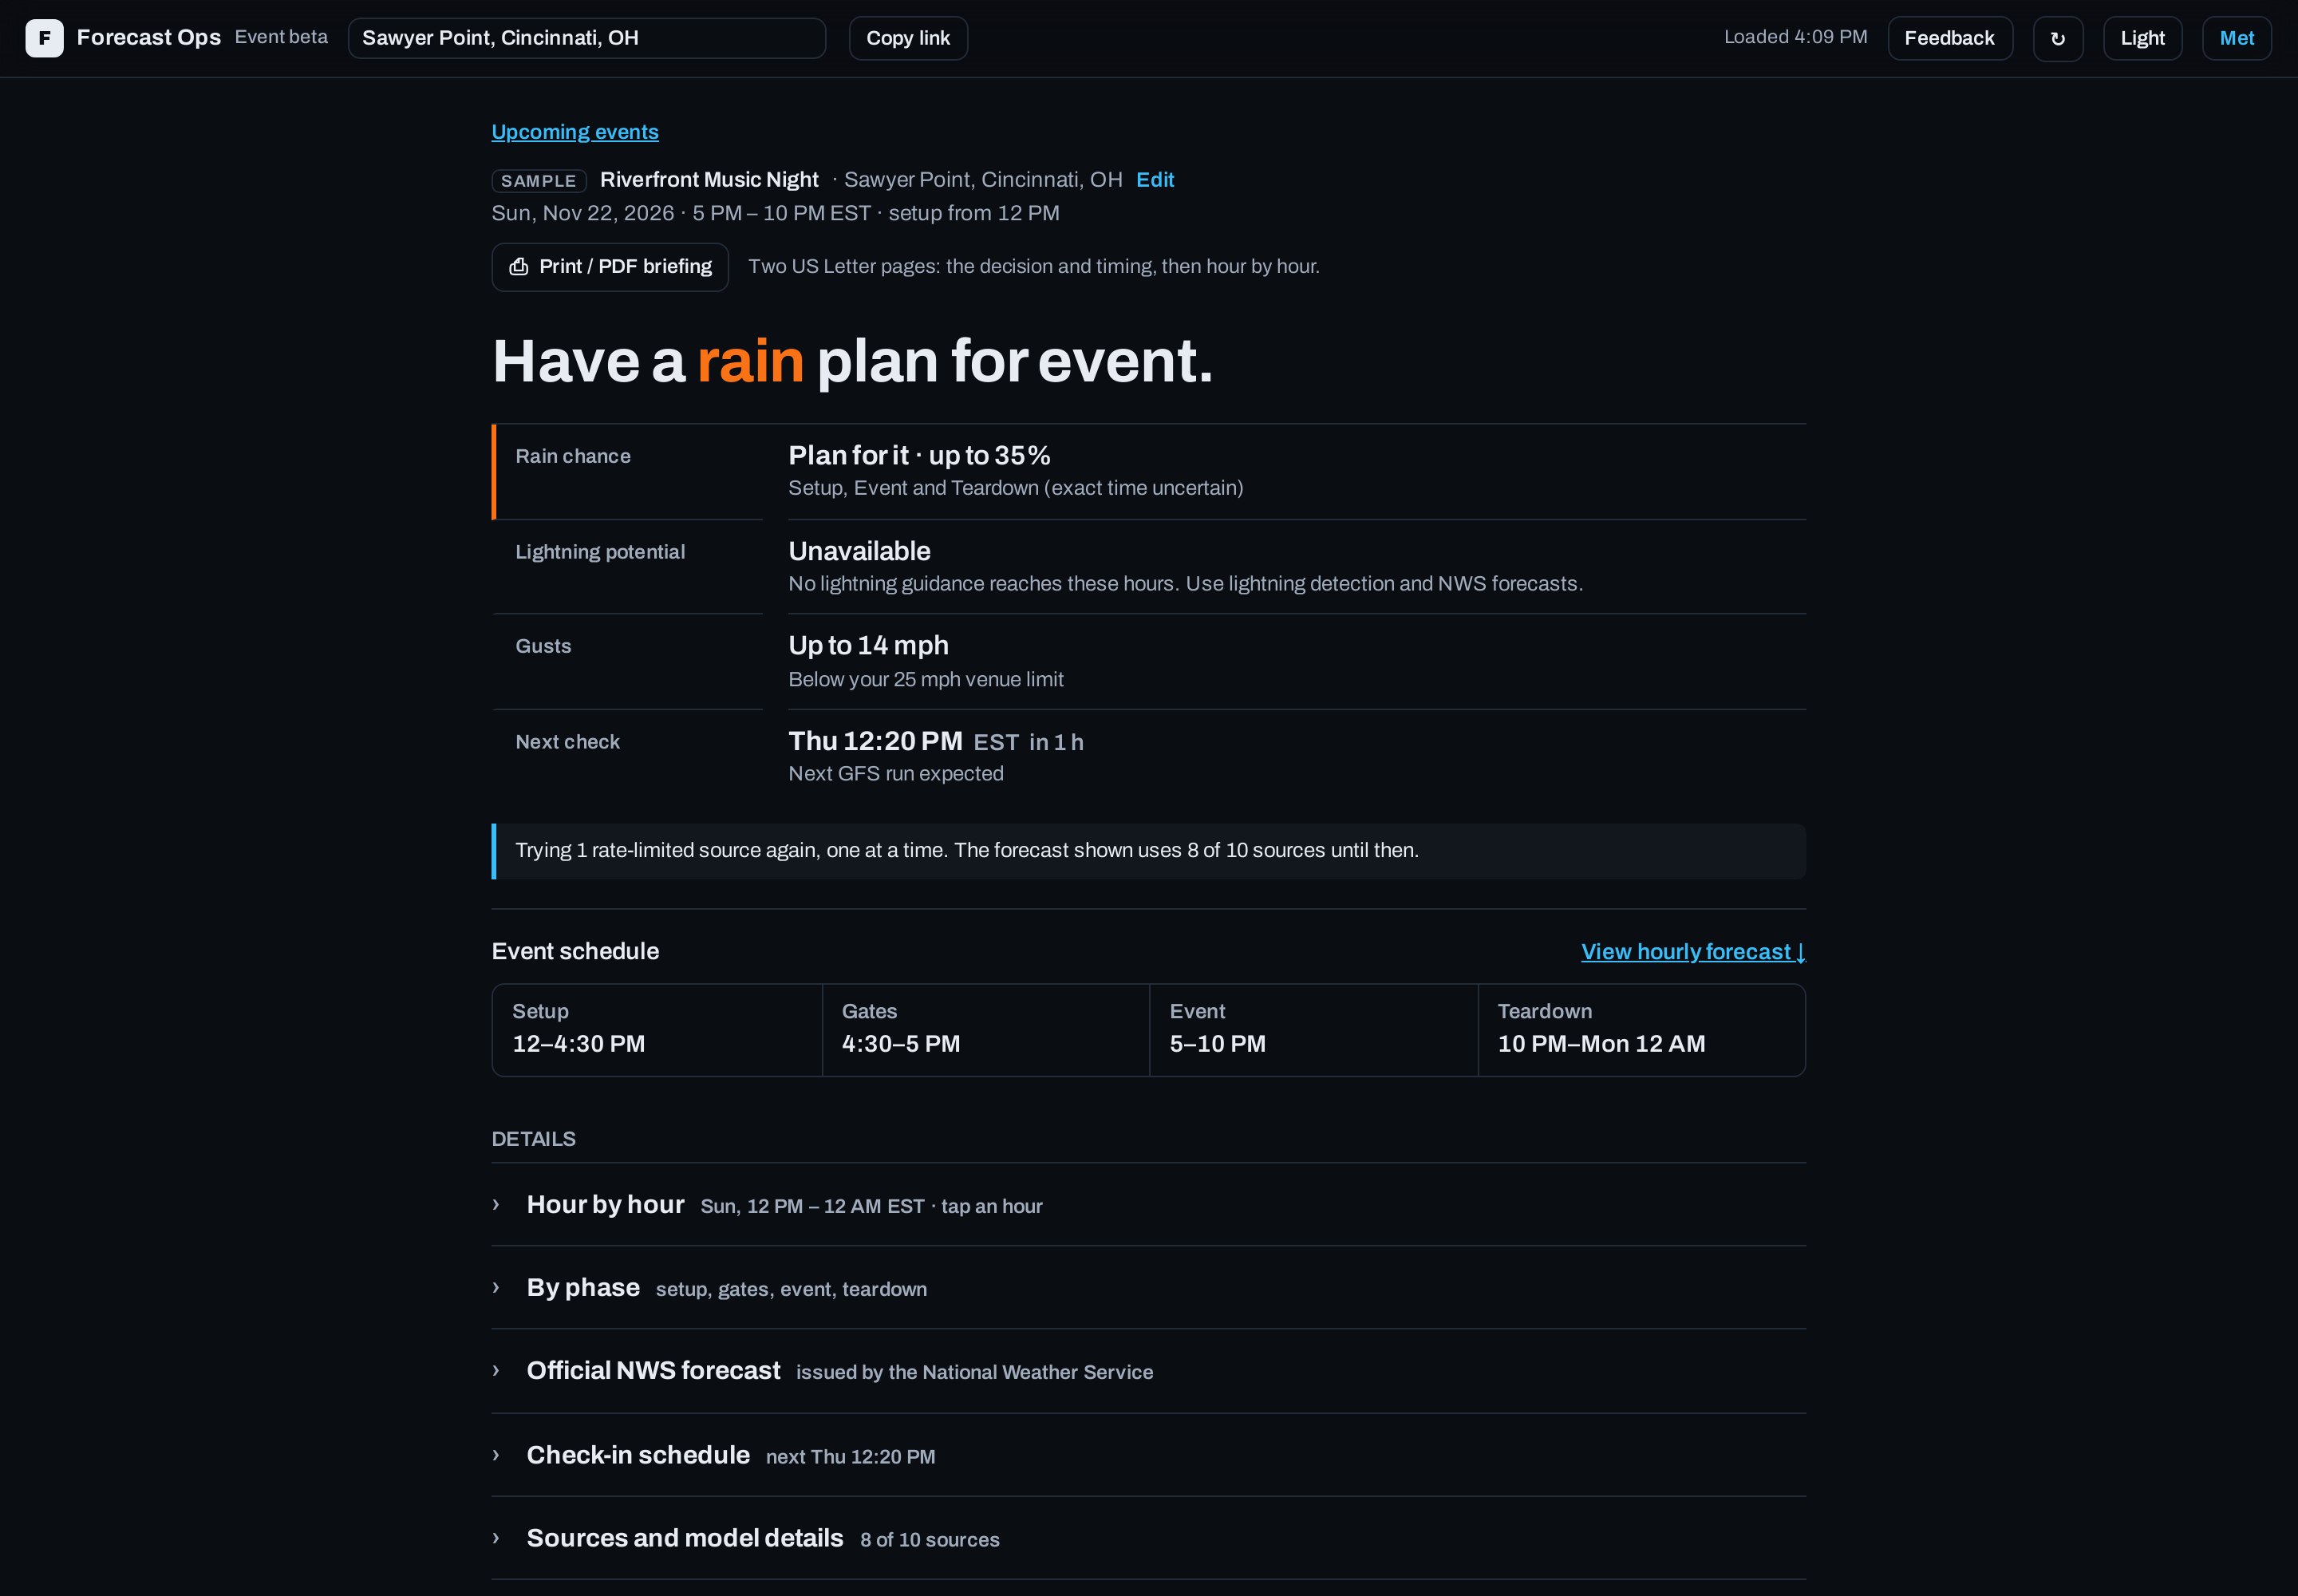 F Forecast Ops Event beta Sawyer Point, Cincinnati, OH Copy link Loaded 4:09 PM Feedback ↻ Light Met
Upcoming events
SAMPLE Riverfront Music Night · Sawyer Point, Cincinnati, OH Edit
Sun, Nov 22, 2026 · 5 PM – 10 PM EST · setup from 12 PM
Print / PDF briefing Two US Letter pages: the decision and timing, then hour by hour.
Have a rain plan for event.
Rain chance Plan for it · up to 35%
Setup, Event and Teardown (exact time uncertain)
Lightning potential Unavailable
No lightning guidance reaches these hours. Use lightning detection and NWS forecasts.
Gusts Up to 14 mph
Below your 25 mph venue limit
Next check Thu 12:20 PM EST in 1 h
Next GFS run expected
Trying 1 rate-limited source again, one at a time. The forecast shown uses 8 of 10 sources until then.
Event schedule View hourly forecast ↓
Setup Gates Event Teardown
12–4:30 PM 4:30–5 PM 5–10 PM 10 PM–Mon 12 AM
DETAILS
› Hour by hour Sun, 12 PM – 12 AM EST · tap an hour
› By phase setup, gates, event, teardown
› Official NWS forecast issued by the National Weather Service
› Check-in schedule next Thu 12:20 PM
› Sources and model details 8 of 10 sources